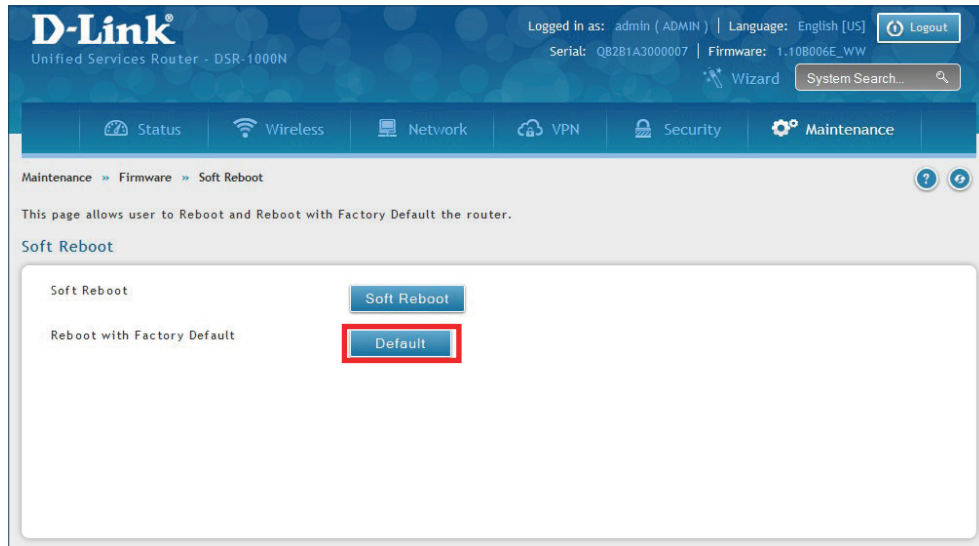 D-Link
Unified Services Router - DSR-1000N
Logged in as: admin ( ADMIN ) | Language: English [US]
Logout
Serial: QB2B1A3000007 | Firmware: 1.10B006E_WW
Wizard
System Search...
Status
Wireless
Network
VPN
Security
Maintenance
Maintenance » Firmware » Soft Reboot
?
This page allows user to Reboot and Reboot with Factory Default the router.
Soft Reboot
Soft Reboot
Soft Reboot
Reboot with Factory Default
Default